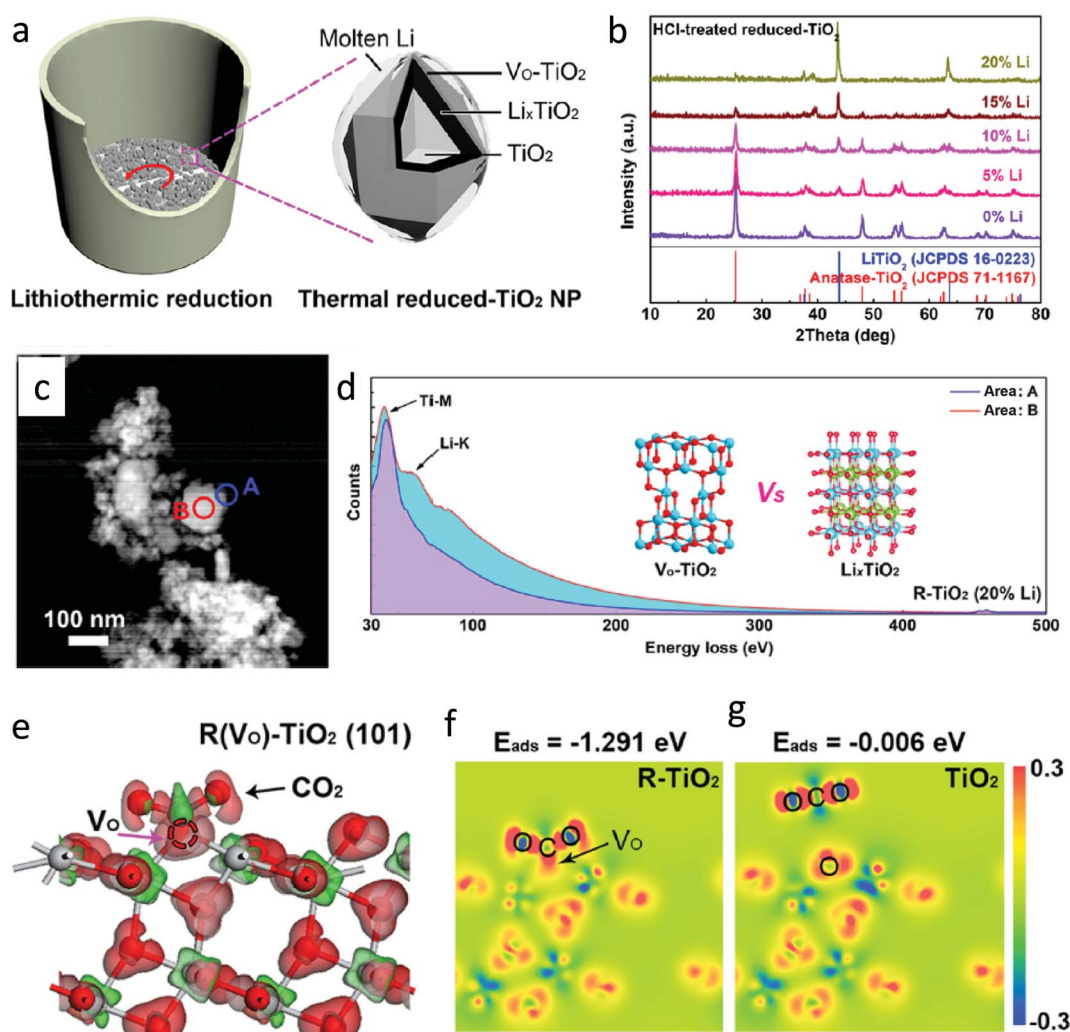 a
Molten Li
Vo-TiO₂
LiₓTiO₂
TiO₂
Lithiothermic reduction
Thermal reduced-TiO₂ NP
b
HCl-treated reduced-TiO₂
20% Li
15% Li
10% Li
5% Li
0% Li
LiTiO₂ (JCPDS 16-0223)
Anatase-TiO₂ (JCPDS 71-1167)
Intensity (a.u.)
10 20 30 40 50 60 70 80
2Theta (deg)
c
A
B
100 nm
d
Ti-M
Li-K
Area: A
Area: B
Vs
Vo-TiO₂
LiₓTiO₂
R-TiO₂ (20% Li)
Counts
30 100 200 300 400 500
Energy loss (eV)
e
R(Vo)-TiO₂ (101)
CO₂
Vo
f
Eads = -1.291 eV
R-TiO₂
O C O
Vo
g
Eads = -0.006 eV
TiO₂
O C O
O
0.3
-0.3